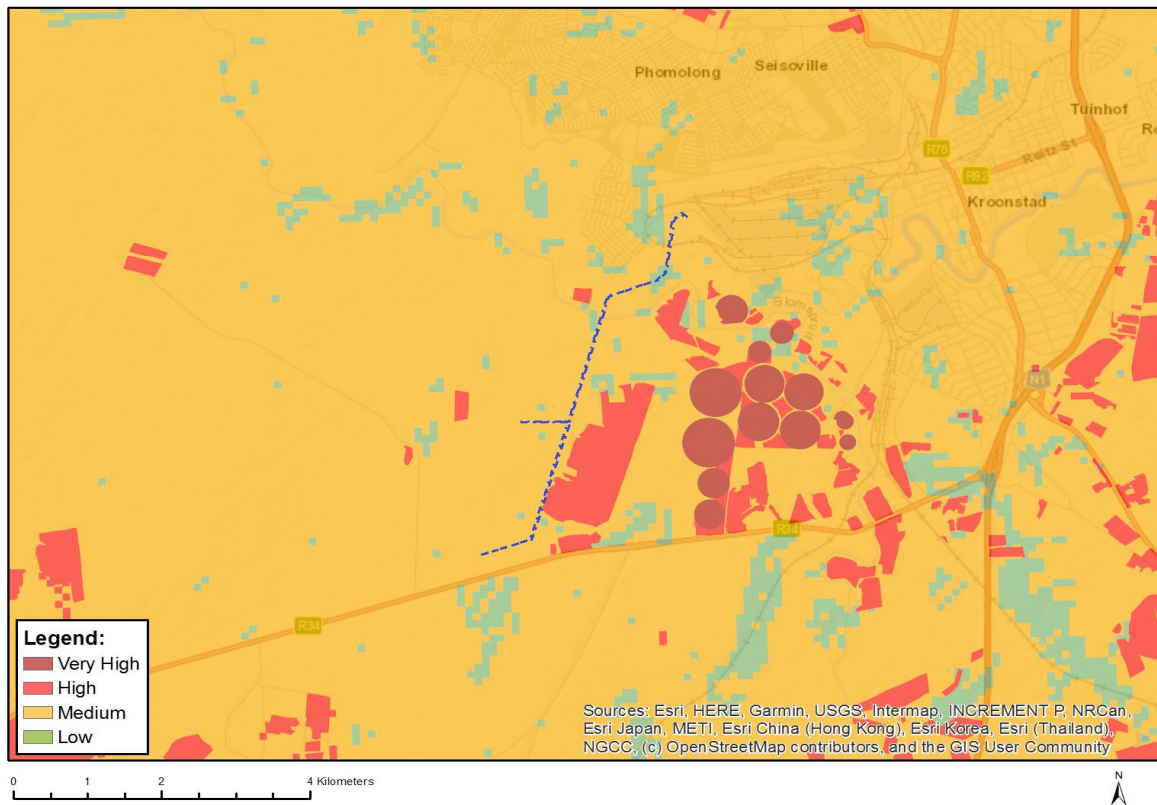 Phomolong
Seisoville
Tuinhof
Ro
R76
Reitz St
R82
Kroonstad
N1
R34
R34
Legend:
Very High
High
Medium
Low
Sources: Esri, HERE, Garmin, USGS, Intermap, INCREMENT P, NRCan,
Esri Japan, METI, Esri China (Hong Kong), Esri Korea, Esri (Thailand),
NGCC, (c) OpenStreetMap contributors, and the GIS User Community
0 1 2 4 Kilometers
N